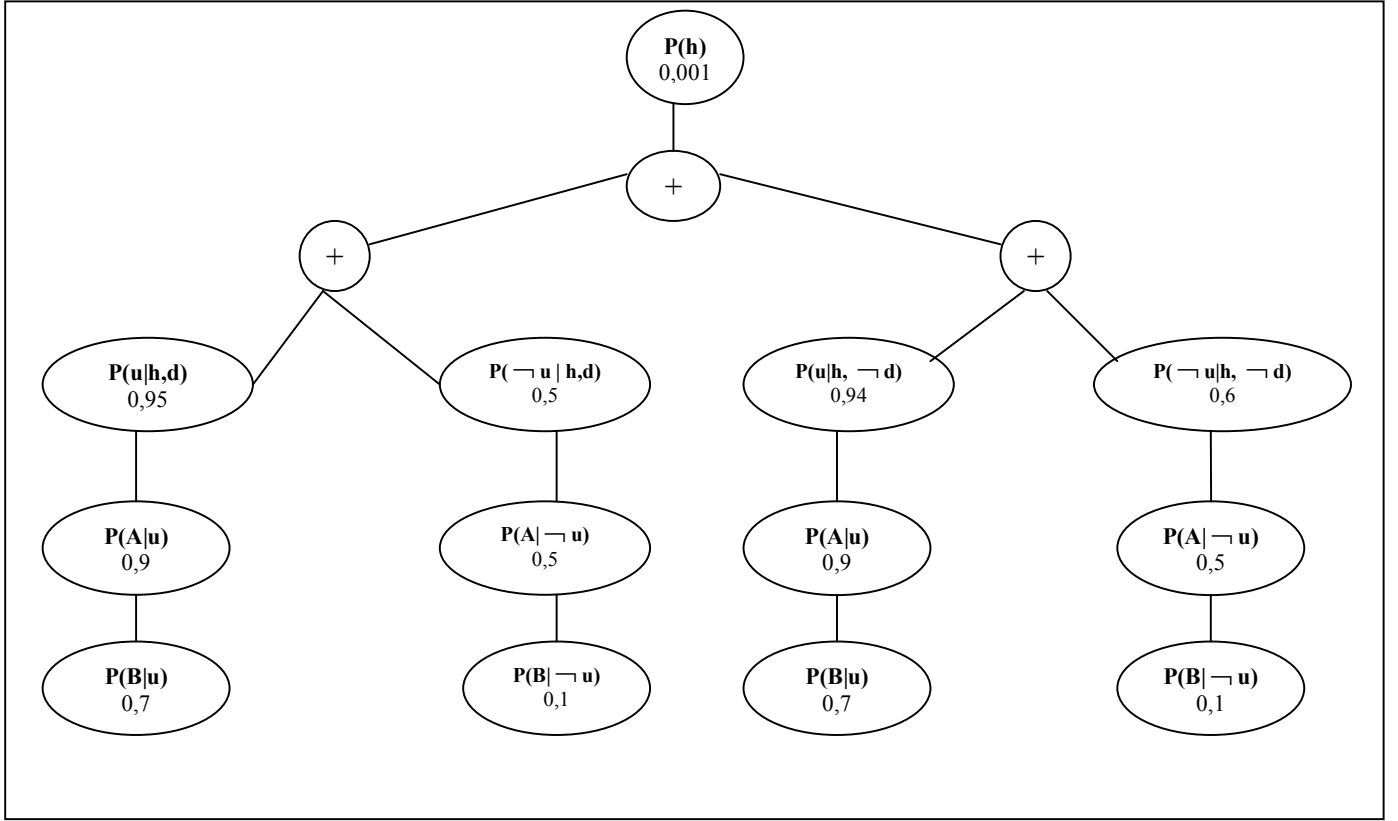 P(h)
0,001
+
+
+
P(u|h,d)
0,95
P( ¬ u | h,d)
0,5
P(u|h, ¬ d)
0,94
P( ¬ u|h, ¬ d)
0,6
P(A|u)
0,9
P(A| ¬ u)
0,5
P(A|u)
0,9
P(A| ¬ u)
0,5
P(B|u)
0,7
P(B| ¬ u)
0,1
P(B|u)
0,7
P(B| ¬ u)
0,1